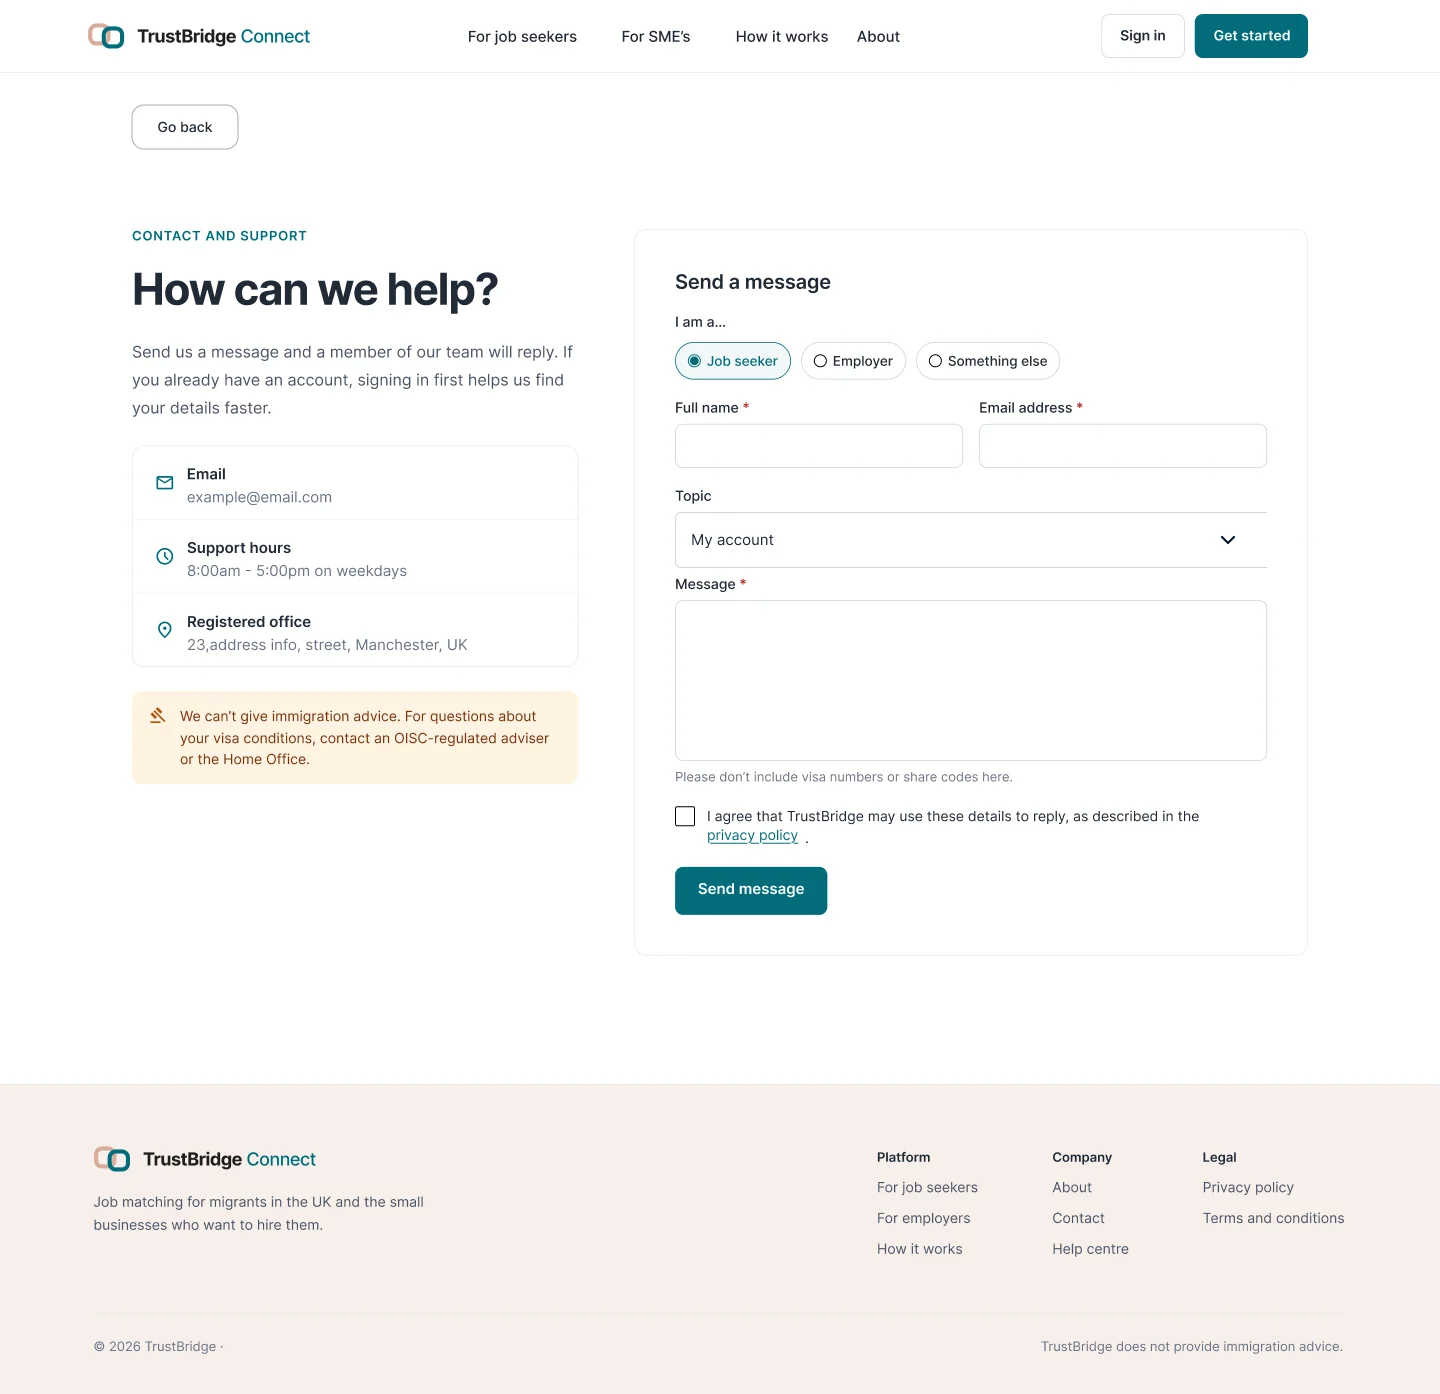 TrustBridge Connect
For job seekers
For SME's
How it works
About
Sign in
Get started
Go back
CONTACT AND SUPPORT
How can we help?
Send us a message and a member of our team will reply. If
you already have an account, signing in first helps us find
your details faster.
Email
example@email.com
Support hours
8:00am - 5:00pm on weekdays
Registered office
23,address info, street, Manchester, UK
We can’t give immigration advice. For questions about
your visa conditions, contact an OISC-regulated adviser
or the Home Office.
Send a message
I am a...
Job seeker
Employer
Something else
Full name *
Email address *
Topic
My account
Message *
Please don’t include visa numbers or share codes here.
I agree that TrustBridge may use these details to reply, as described in the
privacy policy .
Send message
TrustBridge Connect
Job matching for migrants in the UK and the small
businesses who want to hire them.
Platform
For job seekers
For employers
How it works
Company
About
Contact
Help centre
Legal
Privacy policy
Terms and conditions
© 2026 TrustBridge ·
TrustBridge does not provide immigration advice.